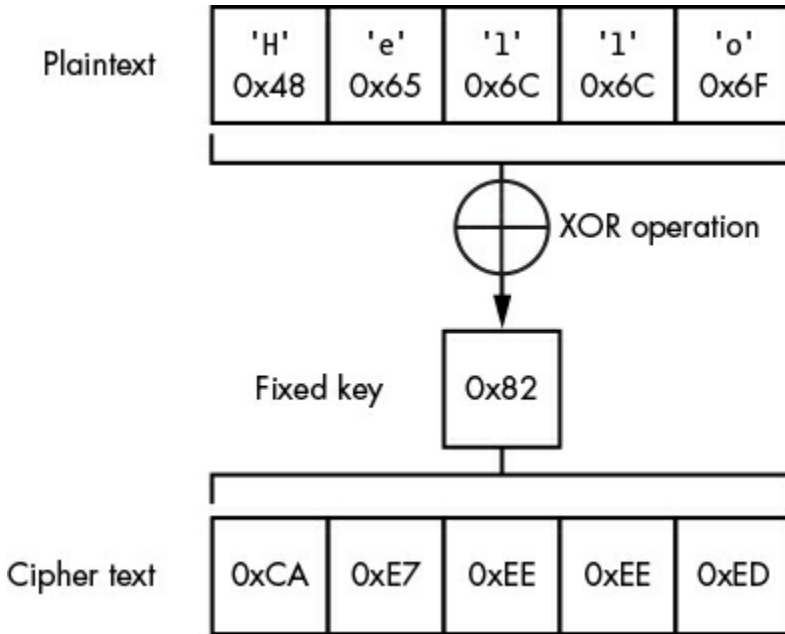 Plaintext
'H' 'e' 'l' 'l' 'o'
0x48 0x65 0x6C 0x6C 0x6F
XOR operation
Fixed key 0x82
Cipher text 0xCA 0xE7 0xEE 0xEE 0xED